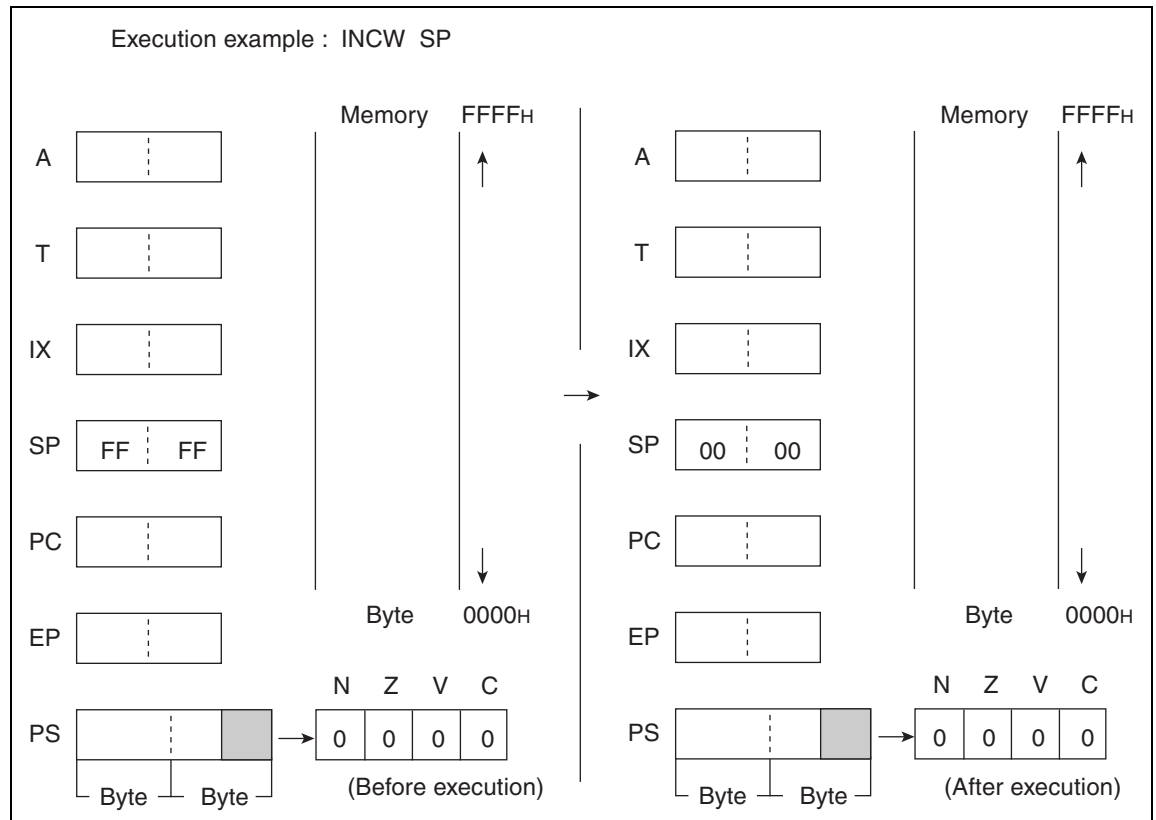 Execution example : INCW SP
Memory FFFFH
A
T
IX
SP FF FF
PC
EP
Byte 0000H
N Z V C
PS 0 0 0 0
Byte Byte
(Before execution)
Memory FFFFH
A
T
IX
SP 00 00
PC
EP
Byte 0000H
N Z V C
PS 0 0 0 0
Byte Byte
(After execution)